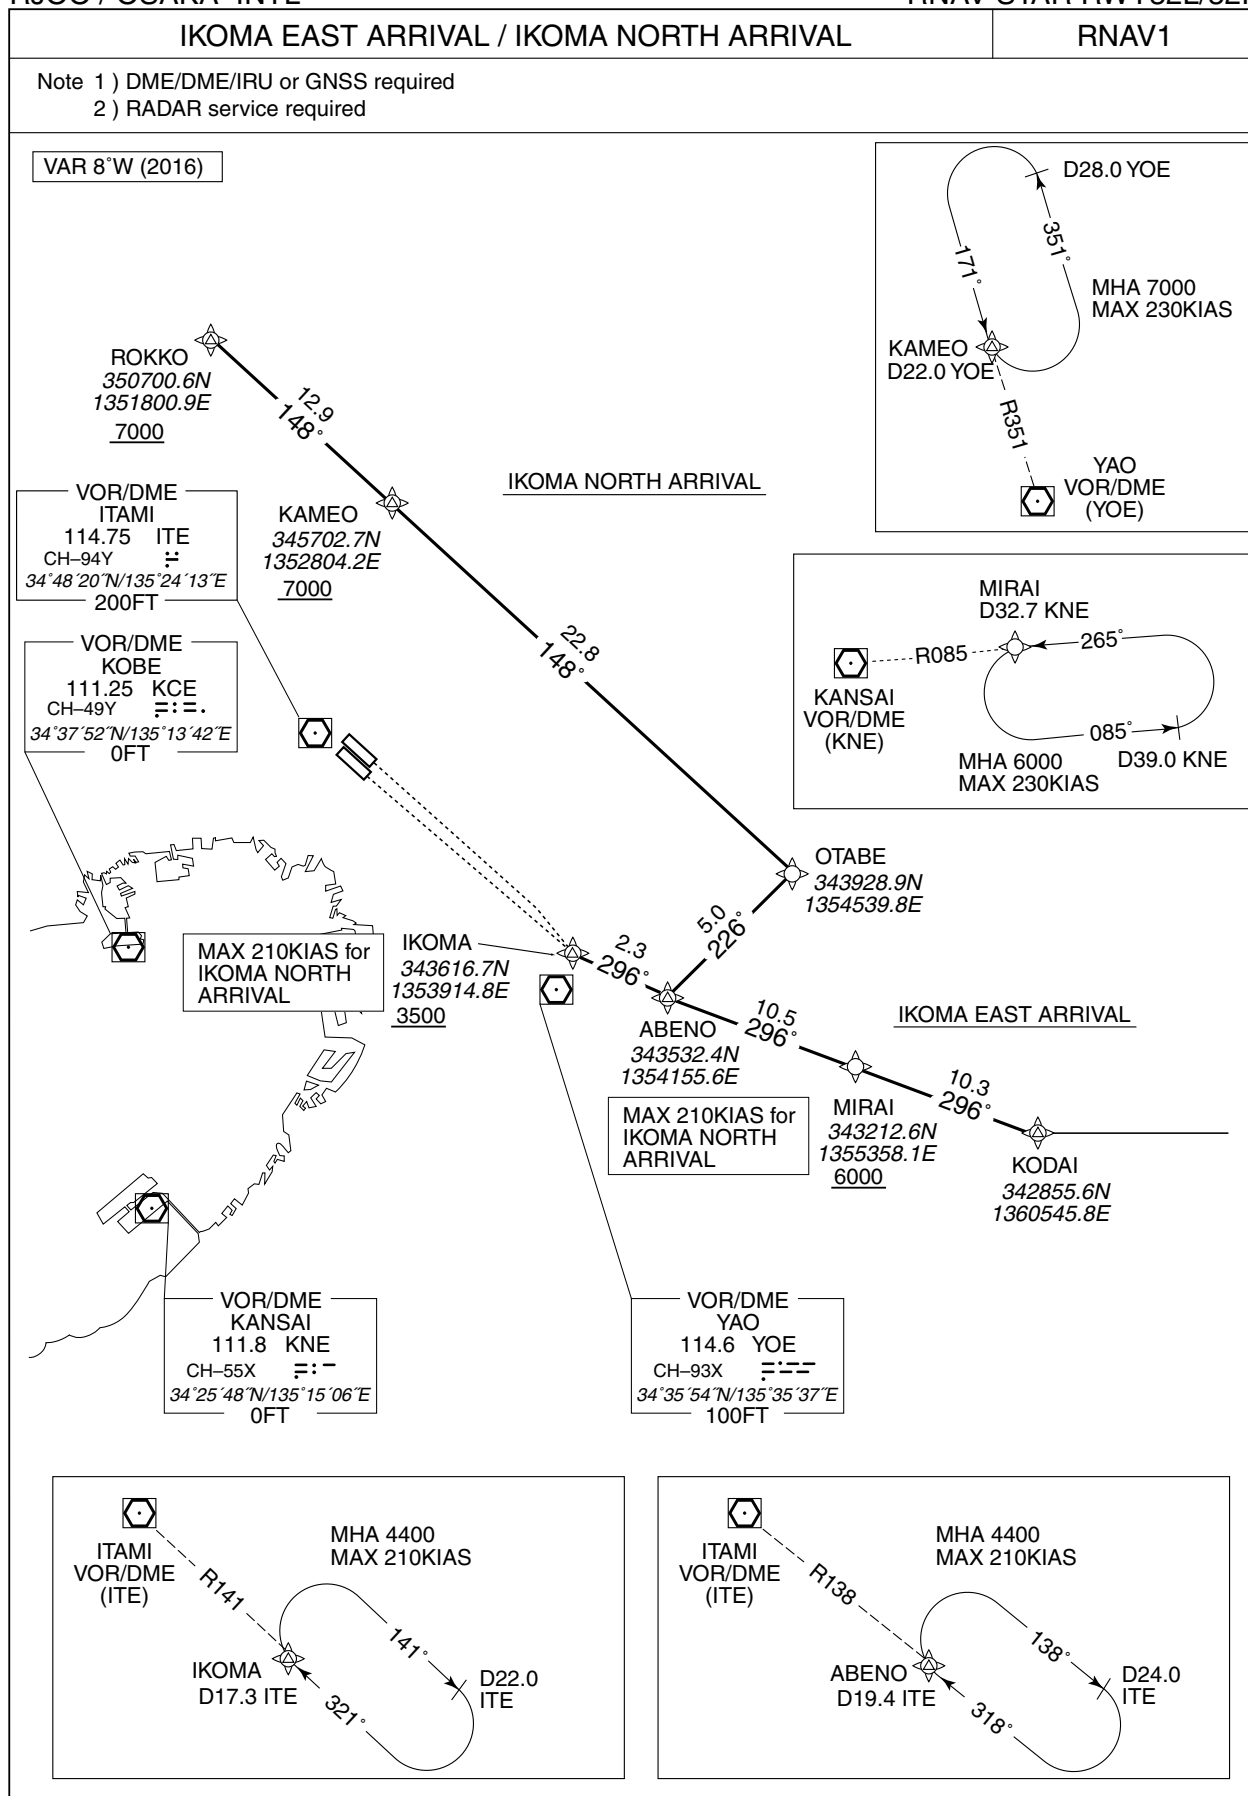 IKOMA EAST ARRIVAL / IKOMA NORTH ARRIVAL
RNAV1
Note 1 ) DME/DME/IRU or GNSS required
2 ) RADAR service required
VAR 8˚W (2016)
D28.0 YOE
351˚
171˚
MHA 7000
MAX 230KIAS
KAMEO
D22.0 YOE
R351
YAO
VOR/DME
(YOE)
ROKKO
350700.6N
1351800.9E
7000
12.9
148˚
IKOMA NORTH ARRIVAL
KAMEO
345702.7N
1352804.2E
7000
VOR/DME
ITAMI
114.75 ITE
CH–94Y
34˚48´20˝N/135˚24´13˝E
200FT
22.8
148˚
MIRAI
D32.7 KNE
R085
265˚
KANSAI
VOR/DME
(KNE)
085˚
MHA 6000
MAX 230KIAS
D39.0 KNE
VOR/DME
KOBE
111.25 KCE
CH–49Y
34˚37´52˝N/135˚13´42˝E
0FT
OTABE
343928.9N
1354539.8E
5.0
226˚
MAX 210KIAS for
IKOMA NORTH
ARRIVAL
IKOMA
343616.7N
1353914.8E
3500
2.3
296˚
ABENO
343532.4N
1354155.6E
10.5
296˚
IKOMA EAST ARRIVAL
MAX 210KIAS for
IKOMA NORTH
ARRIVAL
MIRAI
343212.6N
1355358.1E
6000
10.3
296˚
KODAI
342855.6N
1360545.8E
VOR/DME
KANSAI
111.8 KNE
CH–55X
34˚25´48˝N/135˚15´06˝E
0FT
VOR/DME
YAO
114.6 YOE
CH–93X
34˚35´54˝N/135˚35´37˝E
100FT
ITAMI
VOR/DME
(ITE)
R141
MHA 4400
MAX 210KIAS
141˚
IKOMA
D17.3 ITE
321˚
D22.0
ITE
ITAMI
VOR/DME
(ITE)
R138
MHA 4400
MAX 210KIAS
138˚
ABENO
D19.4 ITE
318˚
D24.0
ITE